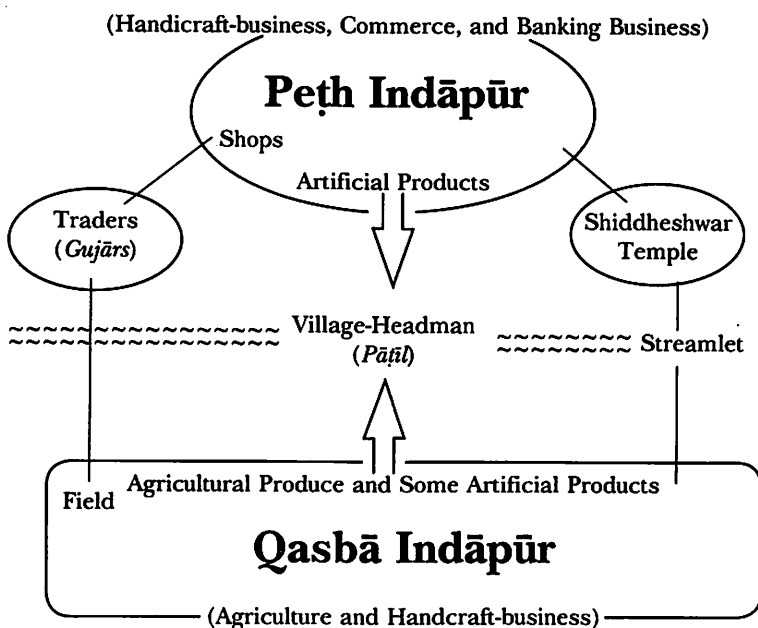 (Handicraft-business, Commerce, and Banking Business)
Peṭh Indāpūr
Shops
Artificial Products
Traders
(Gujārs)
Shiddheshwar
Temple
Village-Headman
(Pāṭīl)
Streamlet
Agricultural Produce and Some Artificial Products
Field
Qasbā Indāpūr
(Agriculture and Handcraft-business)